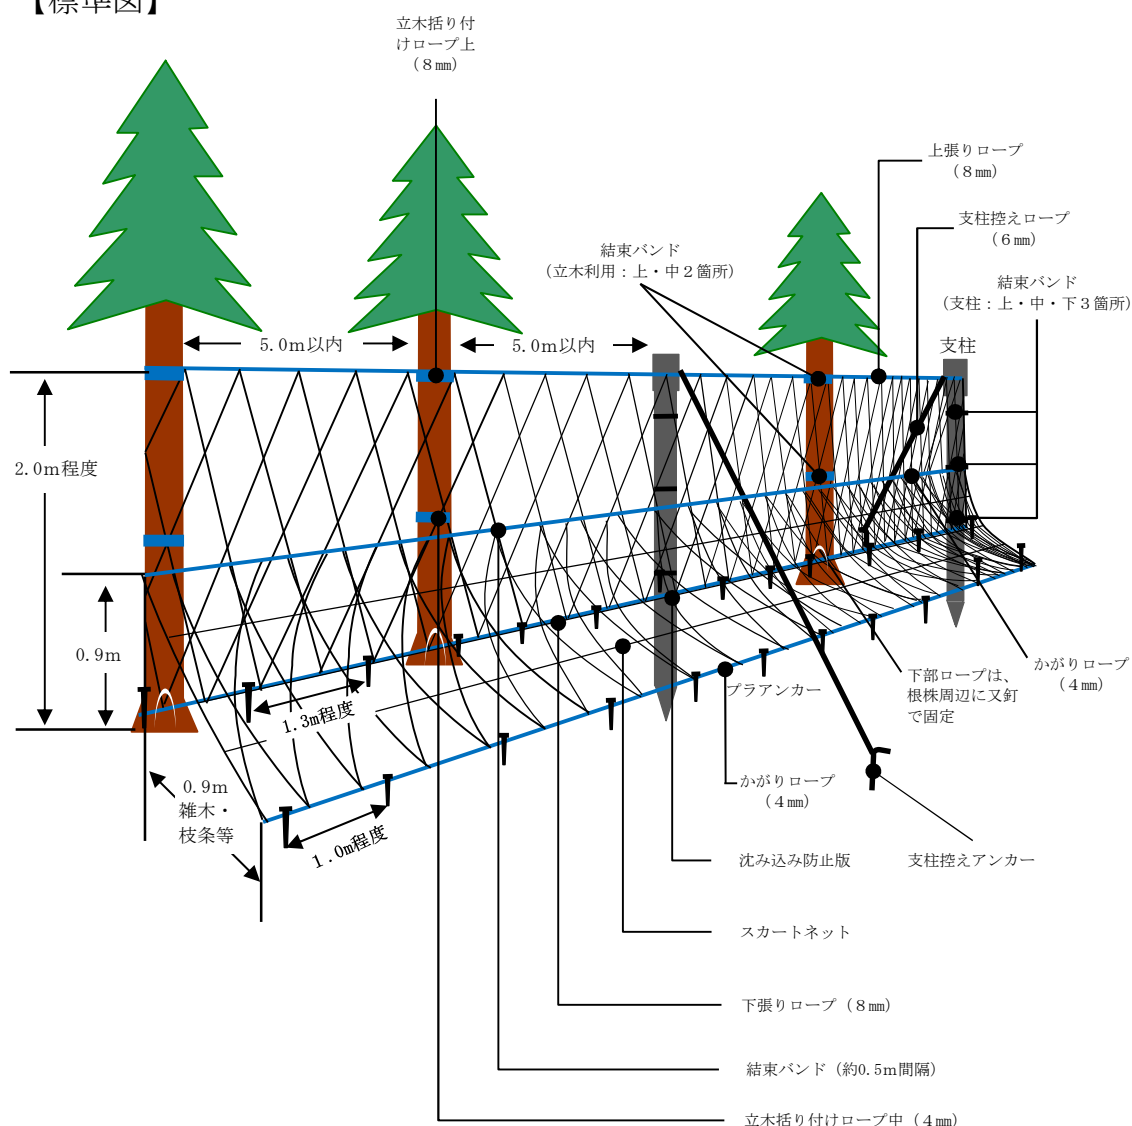 【標準図】
立木括り付
けロープ上
（８㎜）
上張りロープ
（８㎜）
支柱控えロープ
（６㎜）
結束バンド
（立木利用：上・中２箇所）
結束バンド
（支柱：上・中・下３箇所）
支柱
5.0m以内
5.0m以内
2.0m程度
0.9m
1.3m程度
プラアンカー
下部ロープは、
根株周辺に又釘
で固定
かがりロープ
（４㎜）
0.9m
雑木・
枝条等
1.0m程度
かがりロープ
（４㎜）
沈み込み防止版
支柱控えアンカー
スカートネット
下張りロープ（８㎜）
結束バンド（約0.5m間隔）
立木括り付けロープ中（４㎜）